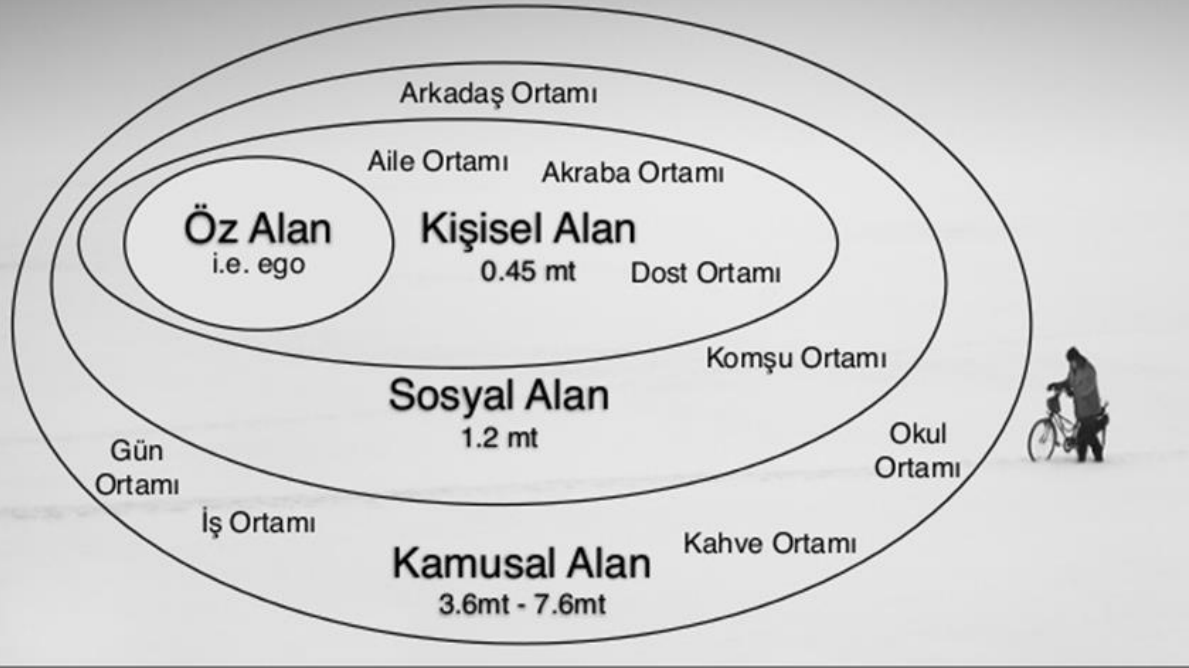 Arkadaş Ortamı
Aile Ortamı
Akraba Ortamı
Öz Alan
i.e. ego
Kişisel Alan
0.45 mt
Dost Ortamı
Komşu Ortamı
Sosyal Alan
1.2 mt
Gün
Ortamı
Okul
Ortamı
İş Ortamı
Kahve Ortamı
Kamusal Alan
3.6mt - 7.6mt